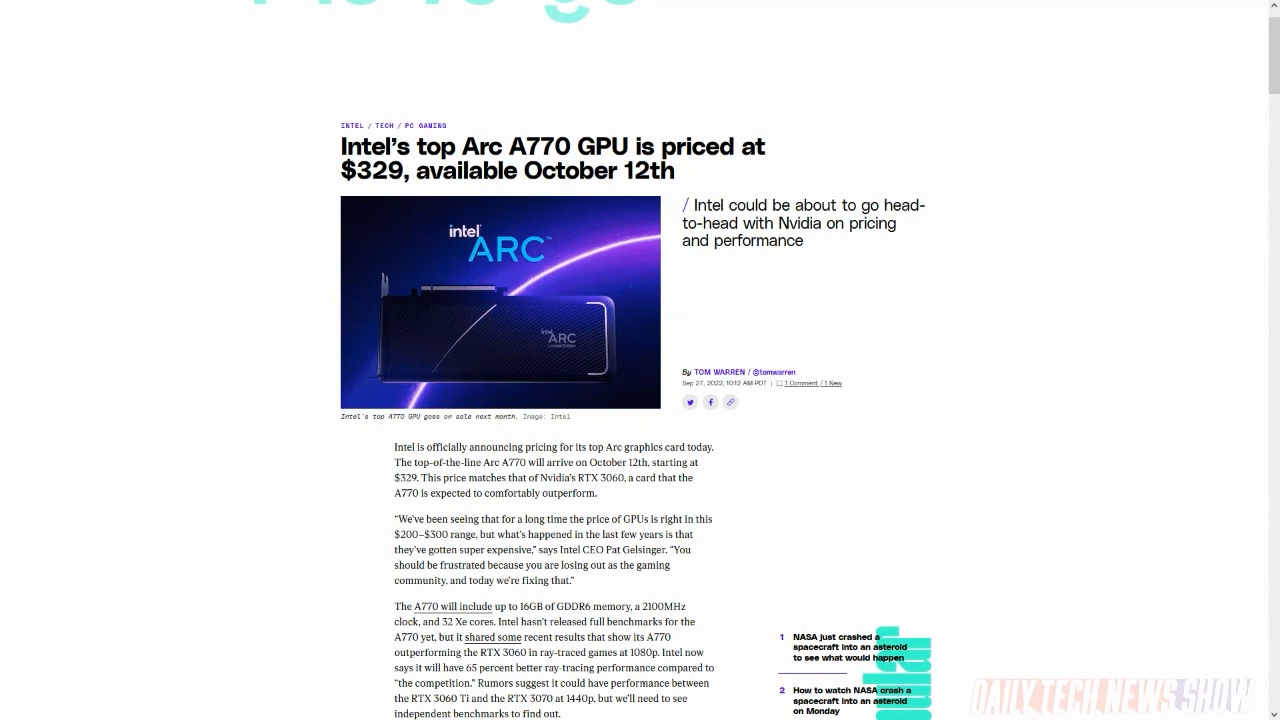 INTEL / TECH / PC GAMING
Intel's top Arc A770 GPU is priced at
$329, available October 12th
intel
ARC™
intel
ARC
Limited Edition
/ Intel could be about to go head-
to-head with Nvidia on pricing
and performance
By TOM WARREN / @tomwarren
Sep 27, 2022, 10:12 AM PDT | 1 Comment / 1 New
Intel's top A770 GPU goes on sale next month. Image: Intel
Intel is officially announcing pricing for its top Arc graphics card today.
The top-of-the-line Arc A770 will arrive on October 12th, starting at
$329. This price matches that of Nvidia's RTX 3060, a card that the
A770 is expected to comfortably outperform.
“We've been seeing that for a long time the price of GPUs is right in this
$200–$300 range, but what's happened in the last few years is that
they've gotten super expensive,” says Intel CEO Pat Gelsinger. “You
should be frustrated because you are losing out as the gaming
community, and today we're fixing that.”
The A770 will include up to 16GB of GDDR6 memory, a 2100MHz
clock, and 32 Xe cores. Intel hasn't released full benchmarks for the
A770 yet, but it shared some recent results that show its A770
outperforming the RTX 3060 in ray-traced games at 1080p. Intel now
says it will have 65 percent better ray-tracing performance compared to
“the competition.” Rumors suggest it could have performance between
the RTX 3060 Ti and the RTX 3070 at 1440p, but we'll need to see
independent benchmarks to find out.
1 NASA just crashed a
spacecraft into an asteroid
to see what would happen
2 How to watch NASA crash a
spacecraft into an asteroid
on Monday
DAILY TECH NEWS SHOW